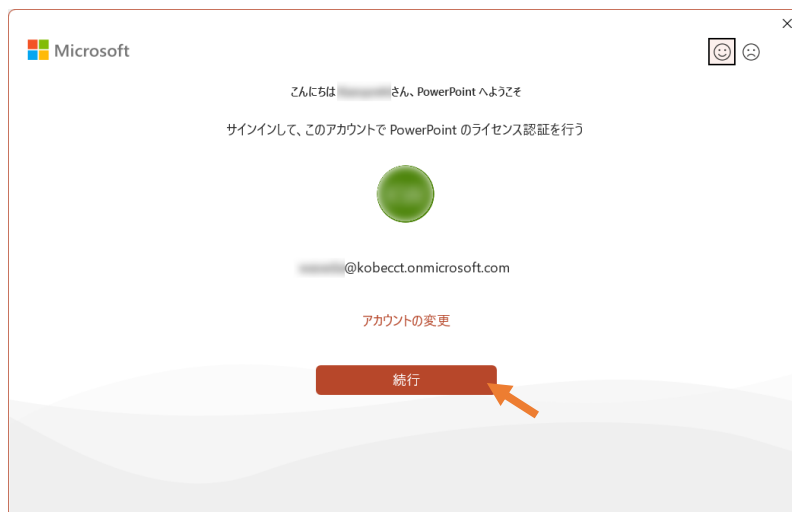 Microsoft
こんにちは さん、PowerPoint へようこそ
サインインして、このアカウントで PowerPoint のライセンス認証を行う
@kobecct.onmicrosoft.com
アカウントの変更
続行